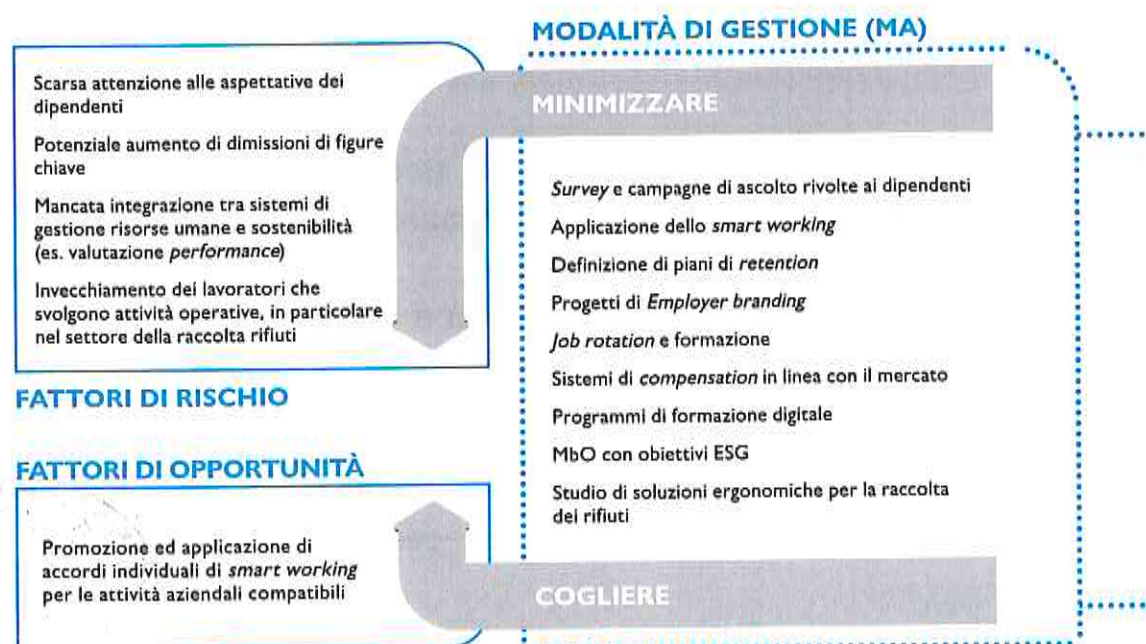 MODALITÀ DI GESTIONE (MA)
Scarsa attenzione alle aspettative dei
dipendenti
Potenziale aumento di dimissioni di figure
chiave
Mancata integrazione tra sistemi di
gestione risorse umane e sostenibilità
(es. valutazione performance)
Invecchiamento dei lavoratori che
svolgono attività operative, in particolare
nel settore della raccolta rifiuti
FATTORI DI RISCHIO
FATTORI DI OPPORTUNITÀ
Promozione ed applicazione di
accordi individuali di smart working
per le attività aziendali compatibili
MINIMIZZARE
Survey e campagne di ascolto rivolte ai dipendenti
Applicazione dello smart working
Definizione di piani di retention
Progetti di Employer branding
Job rotation e formazione
Sistemi di compensation in linea con il mercato
Programmi di formazione digitale
MbO con obiettivi ESG
Studio di soluzioni ergonomiche per la raccolta
dei rifiuti
COGLIERE